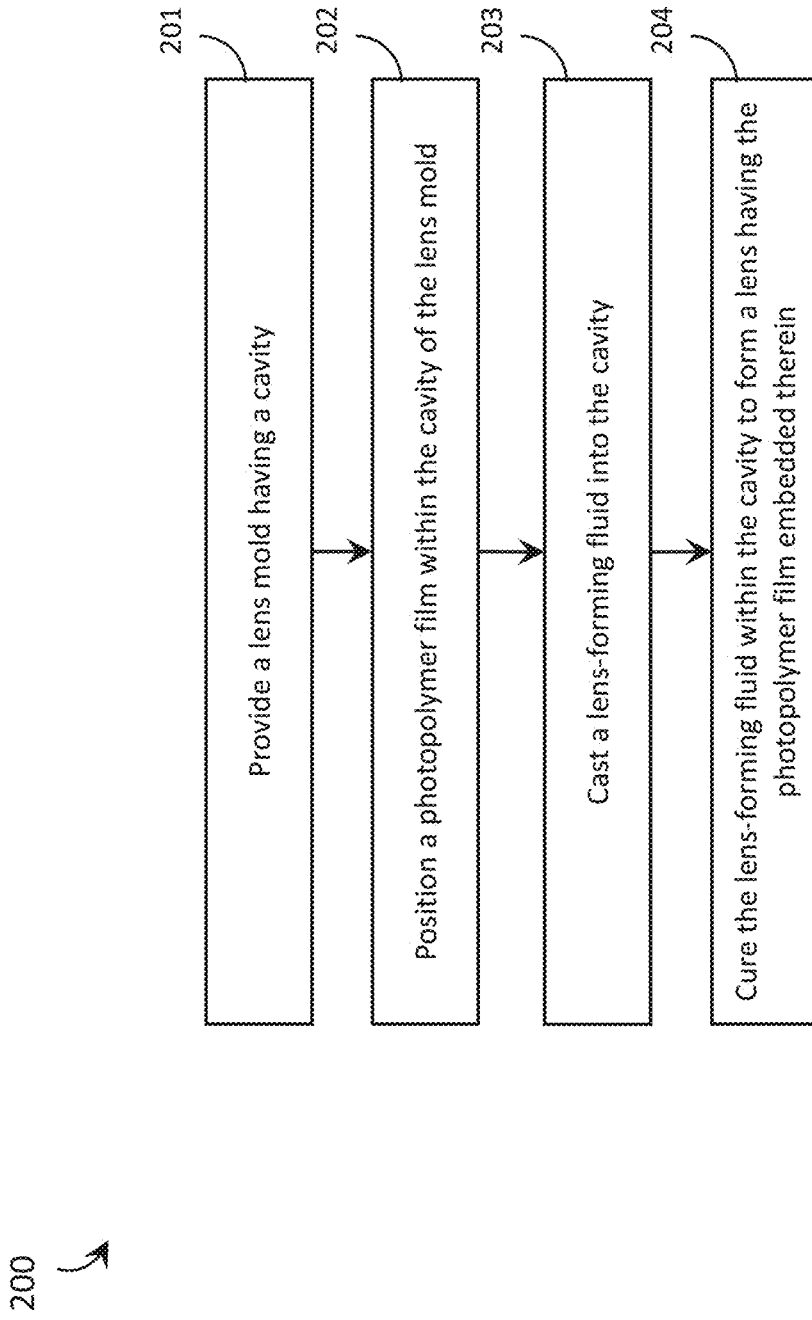 200
201
Provide a lens mold having a cavity
202
Position a photopolymer film within the cavity of the lens mold
203
Cast a lens-forming fluid into the cavity
204
Cure the lens-forming fluid within the cavity to form a lens having the
photopolymer film embedded therein